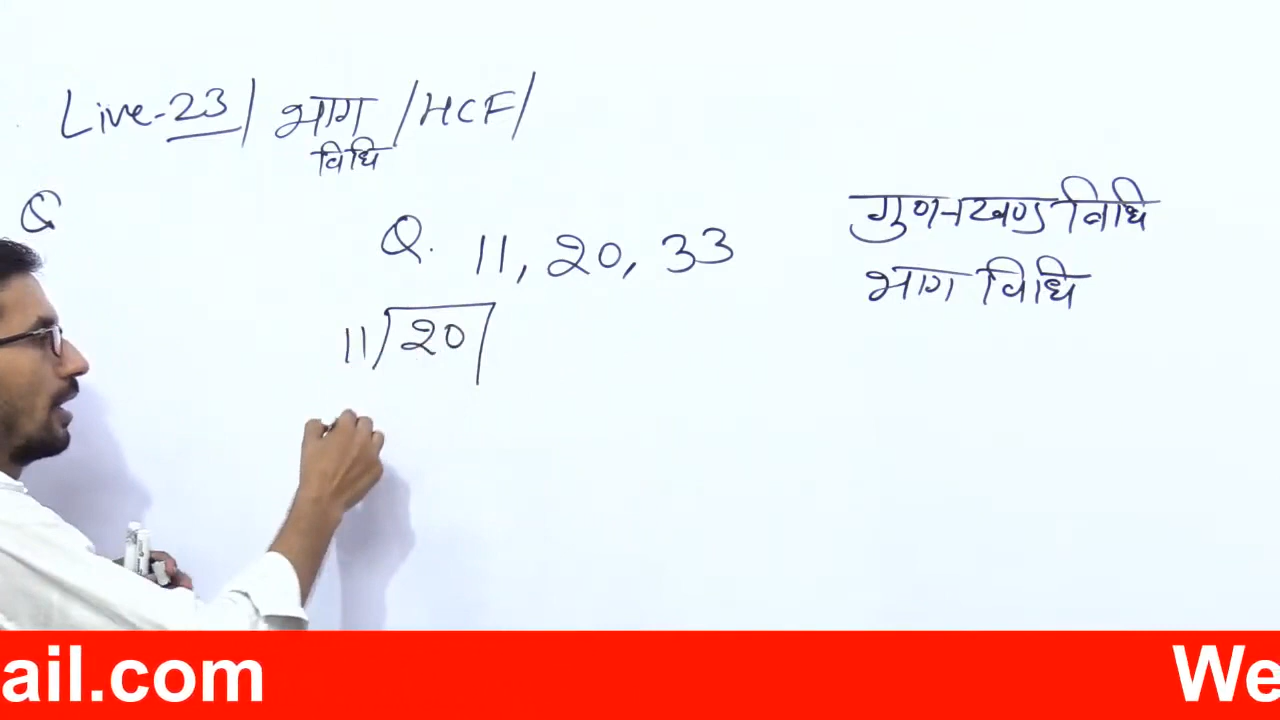 Live-23 / भाग विधि / HCF /
Q
Q. 11, 20, 33
गुणनखण्ड विधि
भाग विधि
11 20
ail.com
We